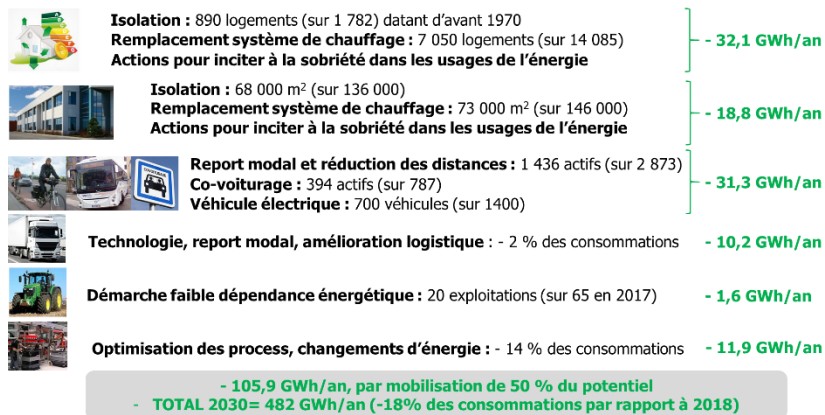 Isolation : 890 logements (sur 1 782) datant d'avant 1970
Remplacement système de chauffage : 7 050 logements (sur 14 085)
Actions pour inciter à la sobriété dans les usages de l'énergie
- 32,1 GWh/an
Isolation : 68 000 m² (sur 136 000)
Remplacement système de chauffage : 73 000 m² (sur 146 000)
Actions pour inciter à la sobriété dans les usages de l'énergie
- 18,8 GWh/an
Report modal et réduction des distances : 1 436 actifs (sur 2 873)
Co-voiturage : 394 actifs (sur 787)
Véhicule électrique : 700 véhicules (sur 1400)
- 31,3 GWh/an
Technologie, report modal, amélioration logistique : - 2 % des consommations
- 10,2 GWh/an
Démarche faible dépendance énergétique : 20 exploitations (sur 65 en 2017)
- 1,6 GWh/an
Optimisation des process, changements d'énergie : - 14 % des consommations
- 11,9 GWh/an
- 105,9 GWh/an, par mobilisation de 50 % du potentiel
- TOTAL 2030= 482 GWh/an (-18% des consommations par rapport à 2018)